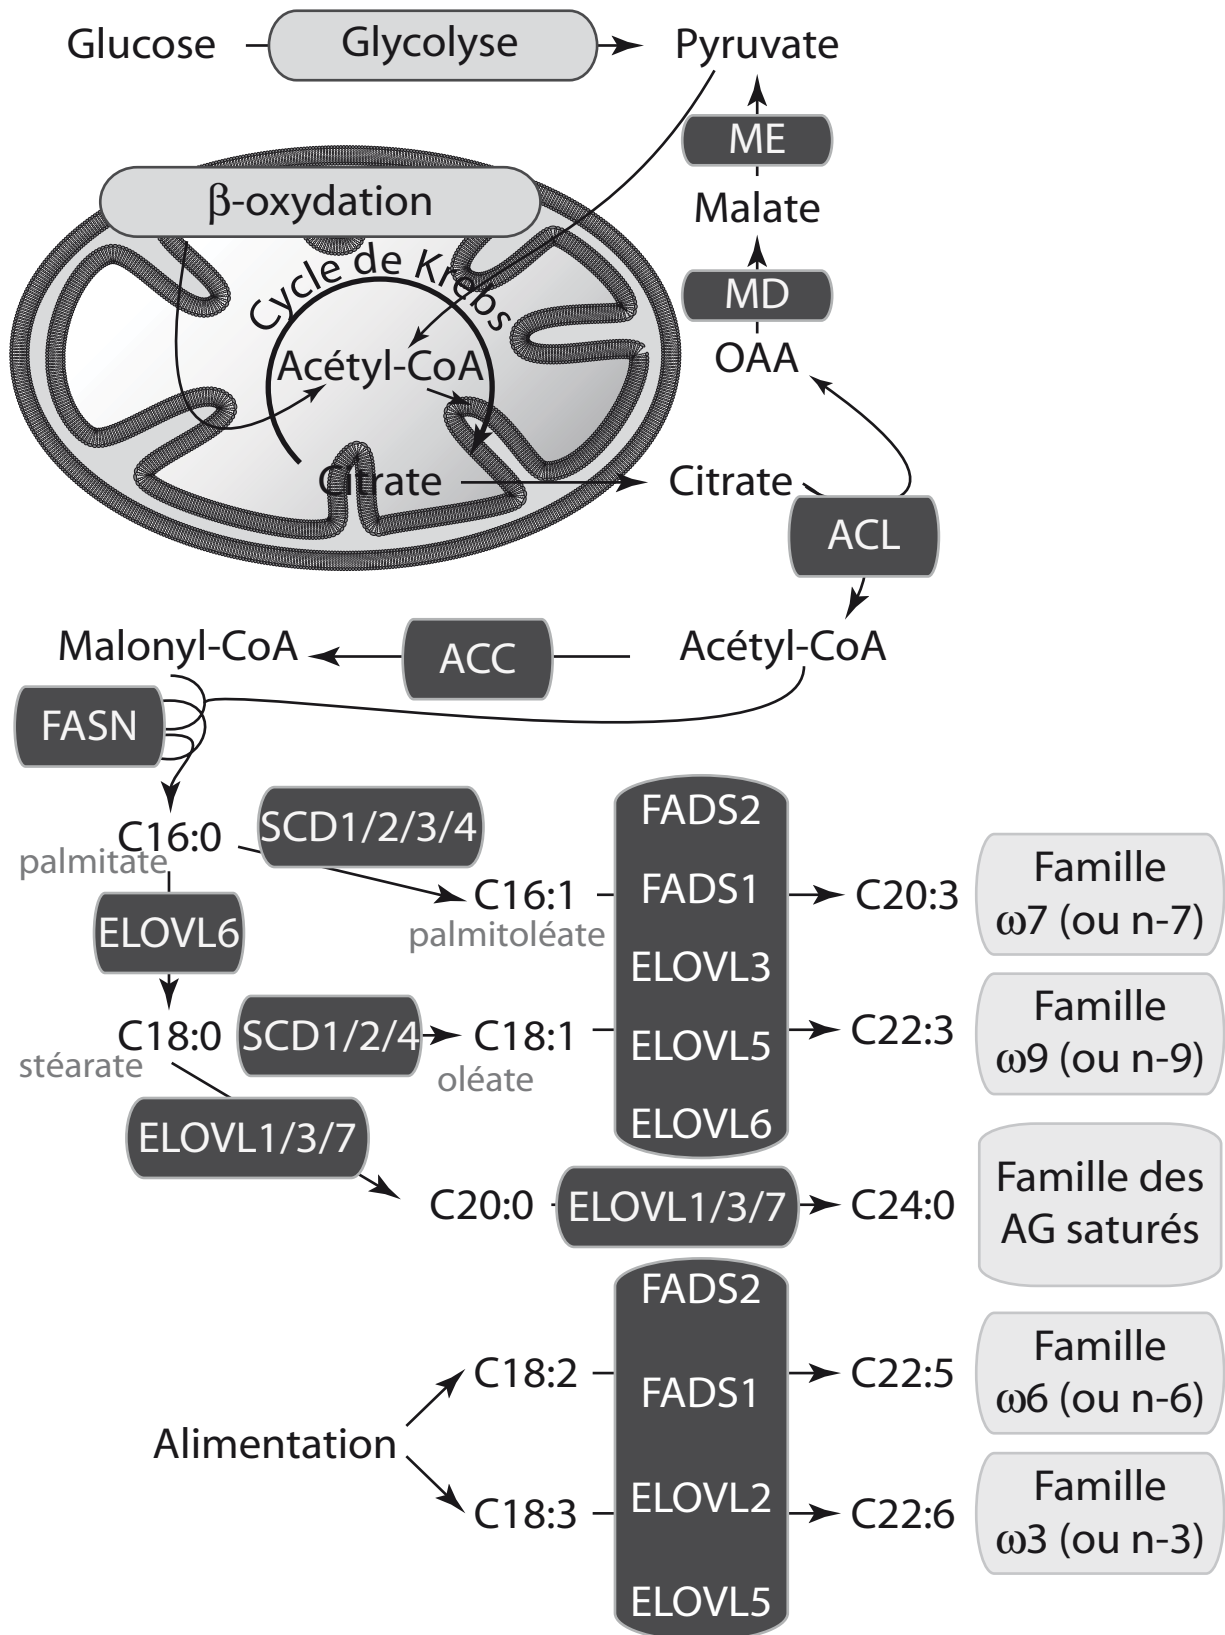 Glucose
Glycolyse
Pyruvate
ME
β-oxydation
Malate
Cycle de Krebs
MD
Acétyl-CoA
OAA
Citrate
Citrate
ACL
Malonyl-CoA
ACC
Acétyl-CoA
FASN
C16:0
palmitate
SCD1/2/3/4
C16:1
palmitoléate
ELOVL6
FADS2
FADS1
ELOVL3
ELOVL5
ELOVL6
C20:3
Famille
ω7 (ou n-7)
C18:0
stéarate
SCD1/2/4
C18:1
oléate
C22:3
Famille
ω9 (ou n-9)
ELOVL1/3/7
C20:0
ELOVL1/3/7
C24:0
Famille des
AG saturés
Alimentation
C18:2
C18:3
FADS2
FADS1
ELOVL2
ELOVL5
C22:5
Famille
ω6 (ou n-6)
C22:6
Famille
ω3 (ou n-3)